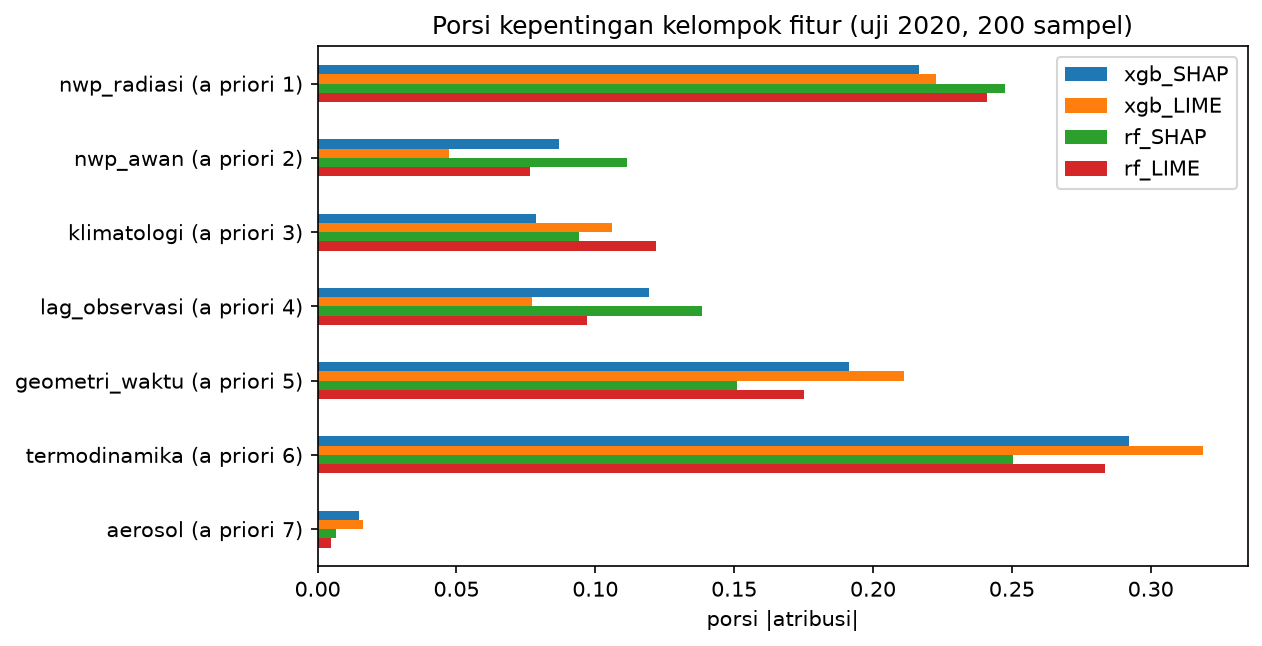 Porsi kepentingan kelompok fitur (uji 2020, 200 sampel)
nwp_radiasi (a priori 1)
nwp_awan (a priori 2)
klimatologi (a priori 3)
lag_observasi (a priori 4)
geometri_waktu (a priori 5)
termodinamika (a priori 6)
aerosol (a priori 7)
xgb_SHAP
xgb_LIME
rf_SHAP
rf_LIME
0.00 0.05 0.10 0.15 0.20 0.25 0.30
porsi |atribusi|